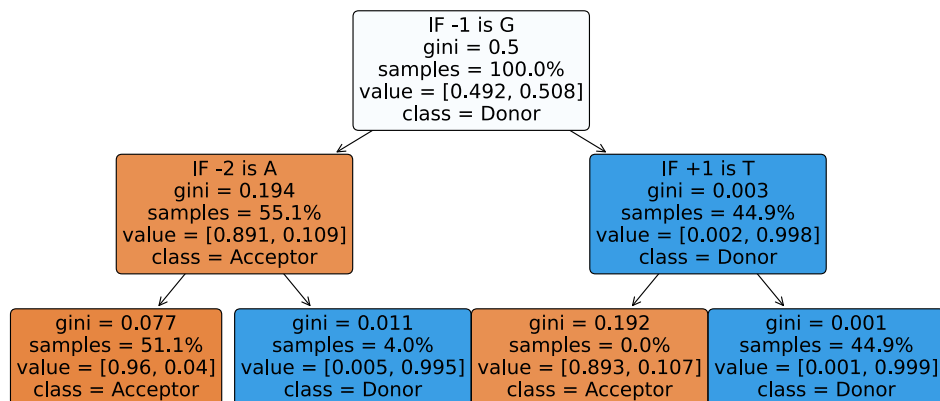 IF -1 is G
gini = 0.5
samples = 100.0%
value = [0.492, 0.508]
class = Donor
IF -2 is A
gini = 0.194
samples = 55.1%
value = [0.891, 0.109]
class = Acceptor
IF +1 is T
gini = 0.003
samples = 44.9%
value = [0.002, 0.998]
class = Donor
gini = 0.077
samples = 51.1%
value = [0.96, 0.04]
class = Acceptor
gini = 0.011
samples = 4.0%
value = [0.005, 0.995]
class = Donor
gini = 0.192
samples = 0.0%
value = [0.893, 0.107]
class = Acceptor
gini = 0.001
samples = 44.9%
value = [0.001, 0.999]
class = Donor